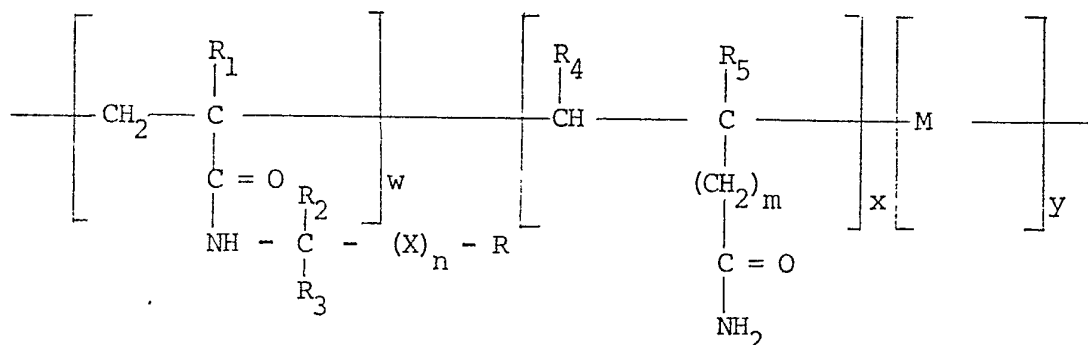 R1 R4 R5
CH2 C CH C M
C = O w R2 (CH2)m x y
NH - C - (X)n - R C = O
R3
NH2